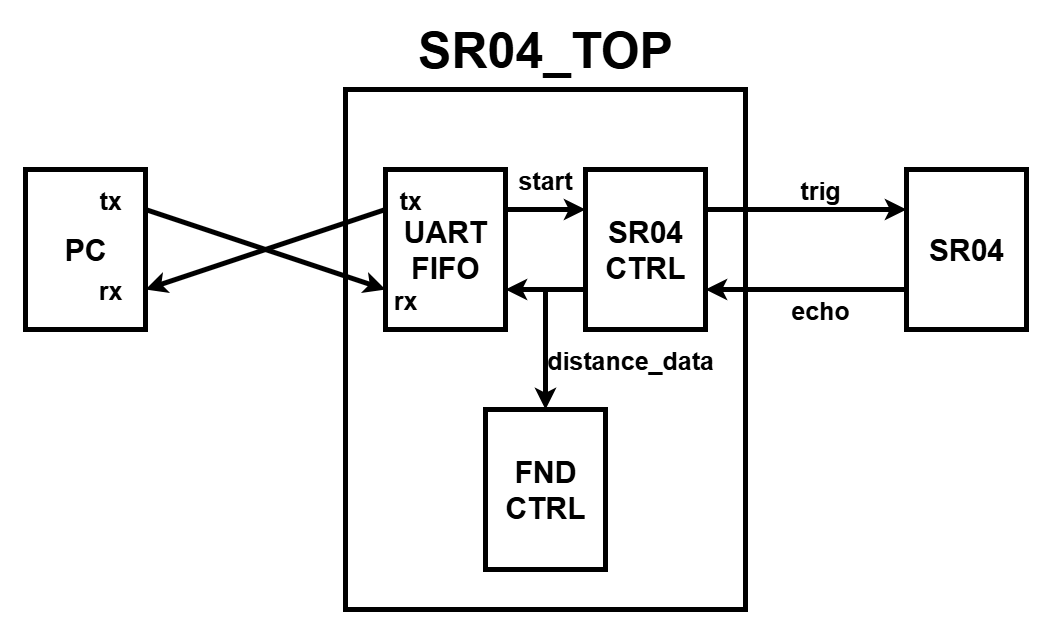 SR04_TOP
tx
PC
rx
tx
UART
FIFO
rx
start
SR04
CTRL
trig
echo
SR04
distance_data
FND
CTRL